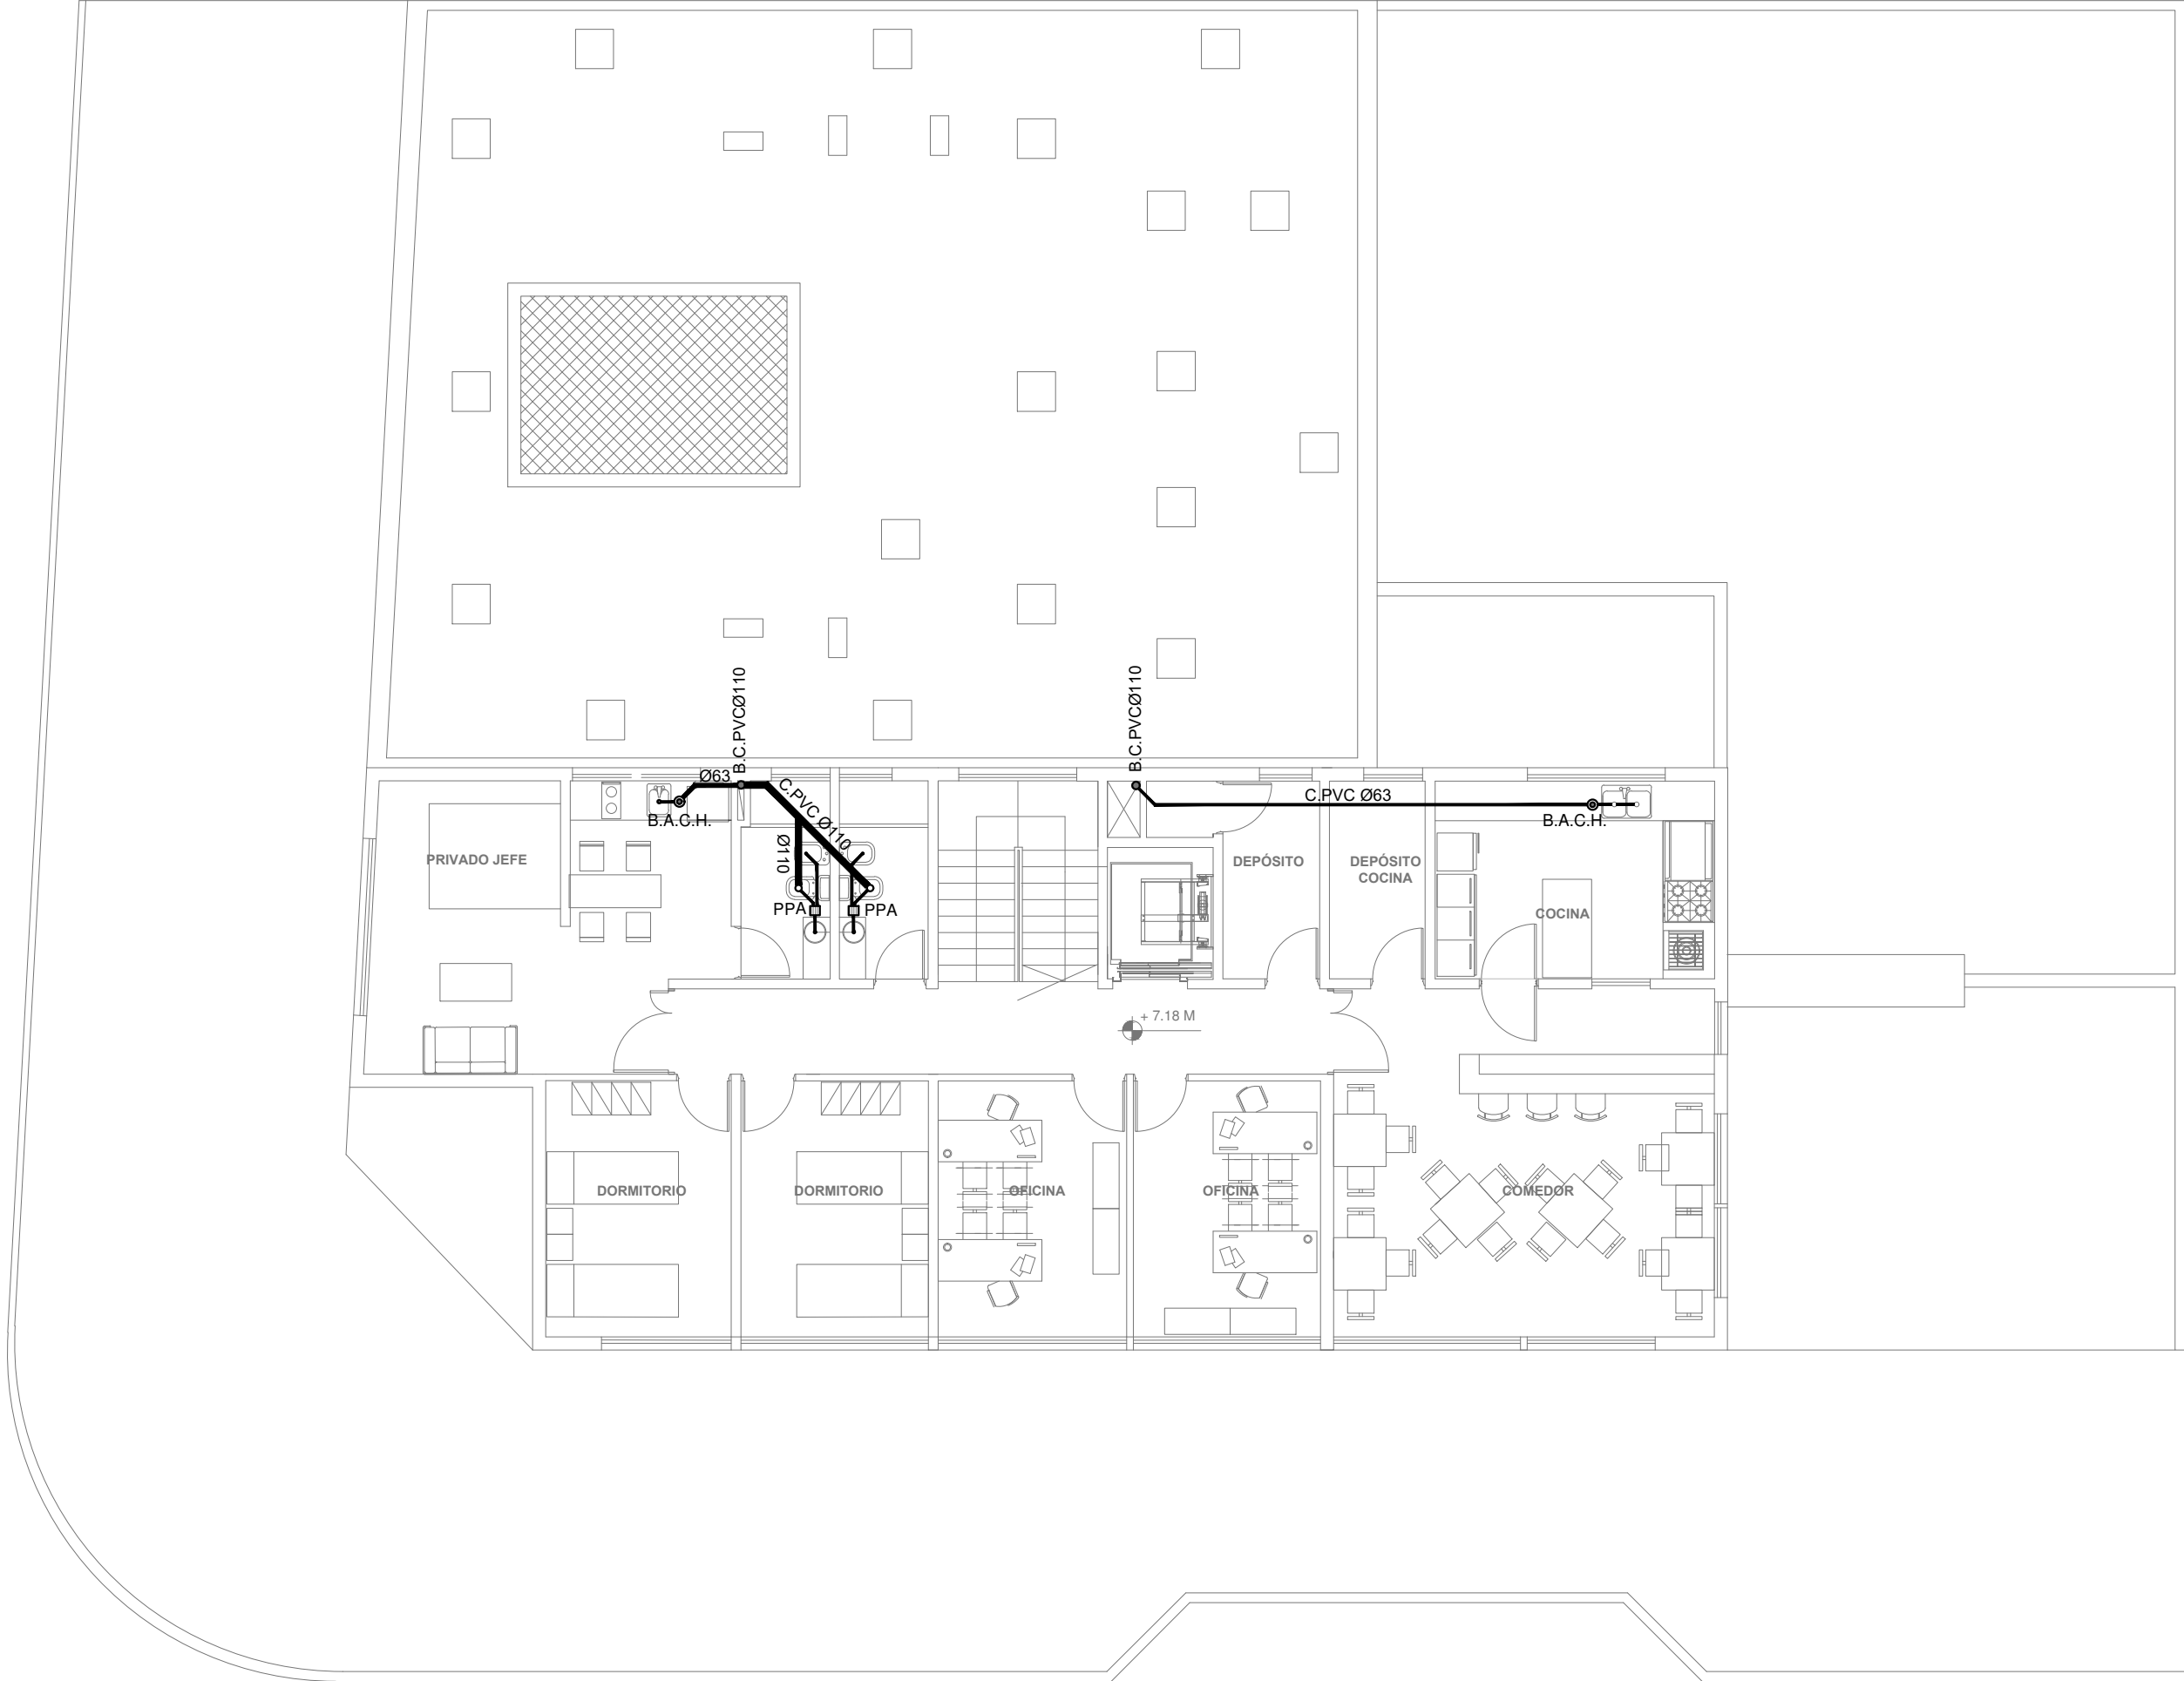 B.C.PVCØ110
B.C.PVCØ110
Ø63
C.PVC Ø110
C.PVC Ø63
B.A.C.H.
B.A.C.H.
Ø110
PRIVADO JEFE
DEPÓSITO
DEPÓSITO
COCINA
PPA
PPA
COCINA
+ 7.18 M
DORMITORIO
DORMITORIO
OFICINA
OFICINA
COMEDOR